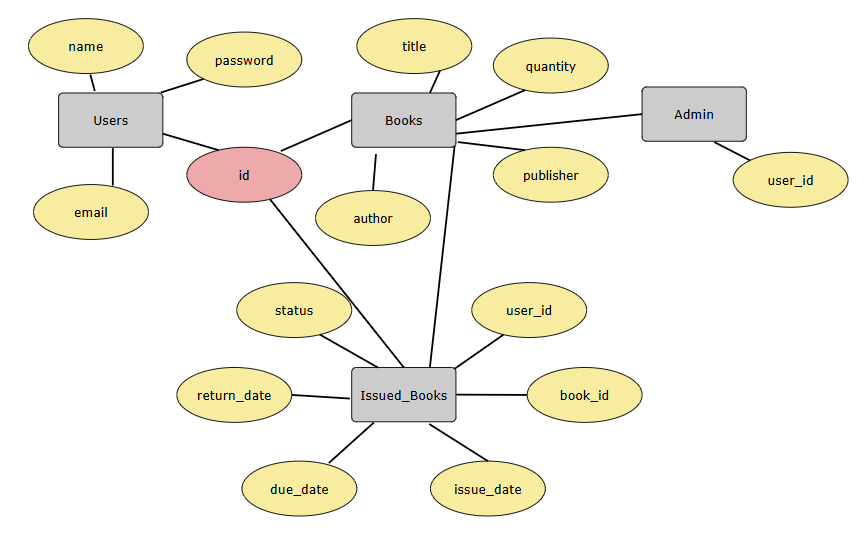 name
title
password
quantity
Users
Books
Admin
id
publisher
user_id
email
author
status
user_id
return_date
Issued_Books
book_id
due_date
issue_date